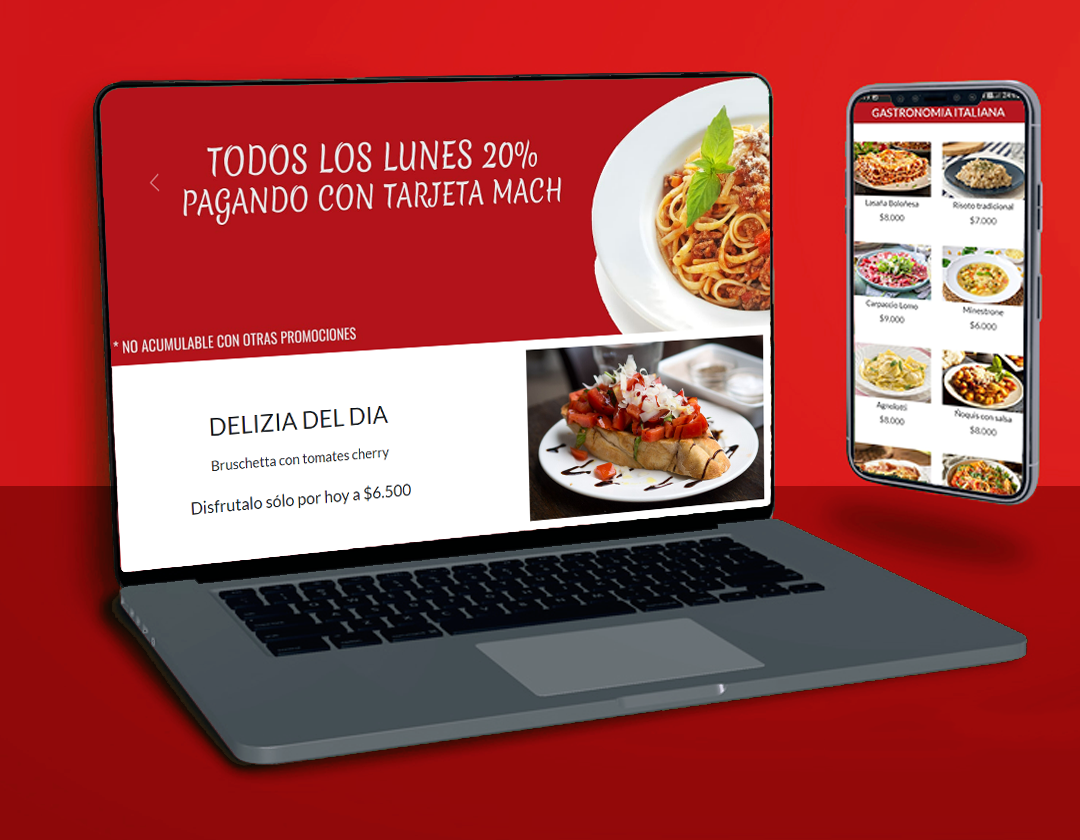 TODOS LOS LUNES 20%
PAGANDO CON TARJETA MACH
* NO ACUMULABLE CON OTRAS PROMOCIONES
DELIZIA DEL DIA
Bruschetta con tomates cherry
Disfrutalo sólo por hoy a $6.500
GASTRONOMIA ITALIANA
Lasaña Boloñesa
$8.000
Risoto tradicional
$7.000
Carpaccio Lomo
$9.000
Minestrone
$6.000
Agnolotti
$8.000
Ñoquis con salsa
$8.000